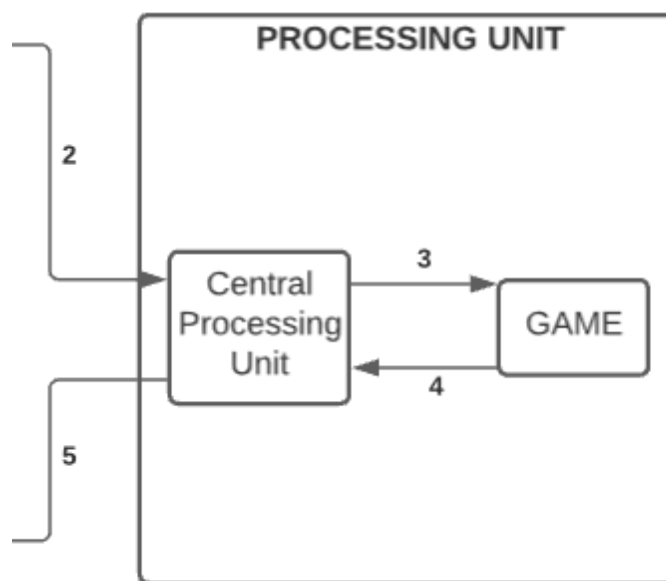 PROCESSING UNIT
2
3
Central
Processing
Unit
GAME
4
5